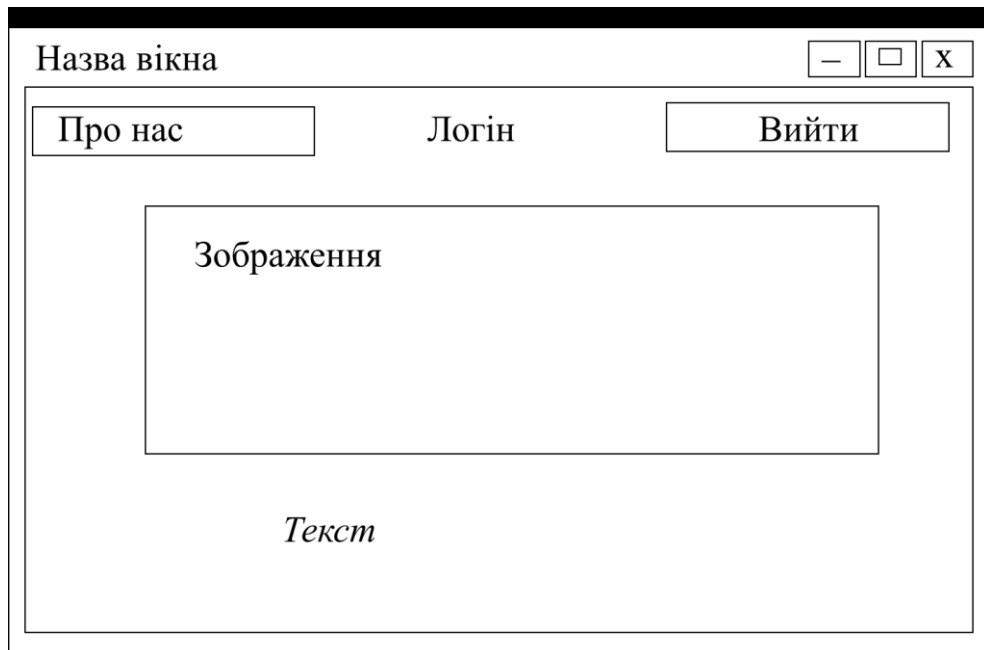 Назва вікна
– □ x
Про нас Логін Вийти
Зображення
Текст